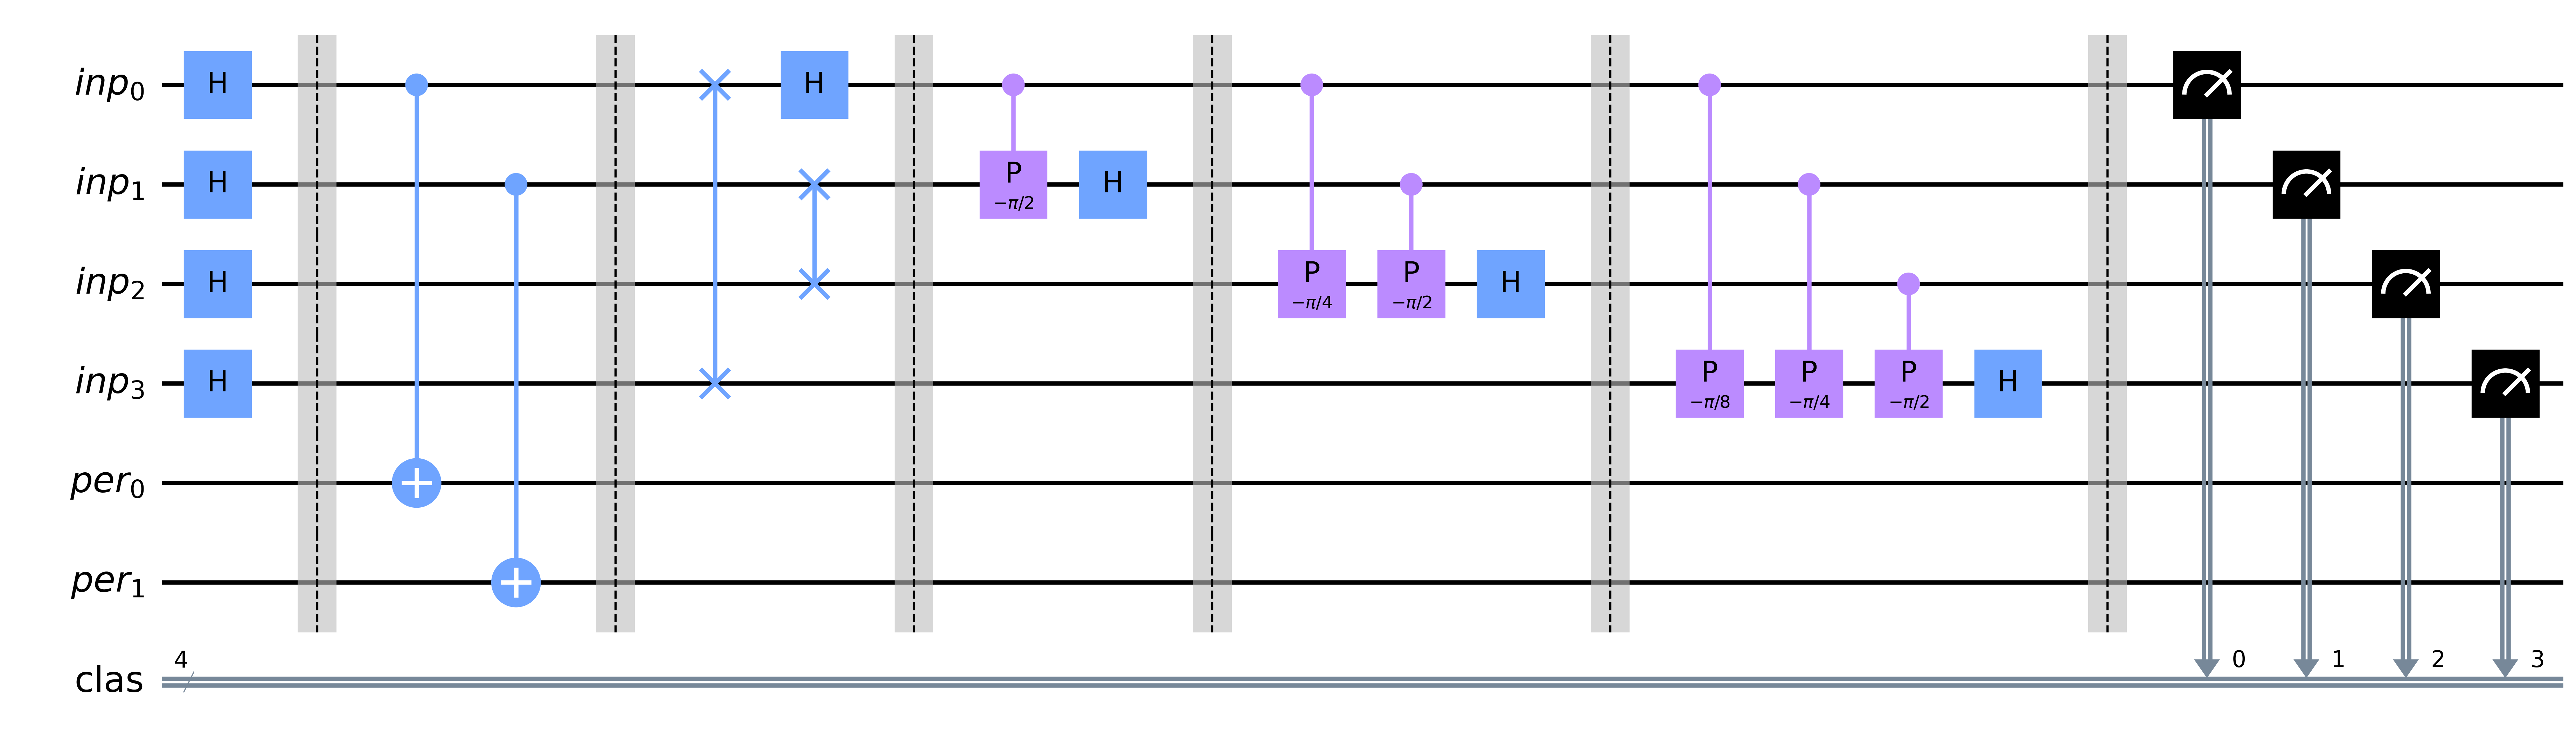 inp0 H H
inp1 H P −π/2 H
inp2 H P −π/4 P −π/2 H
inp3 H P −π/8 P −π/4 P −π/2 H
per0
per1
clas 4 0 1 2 3